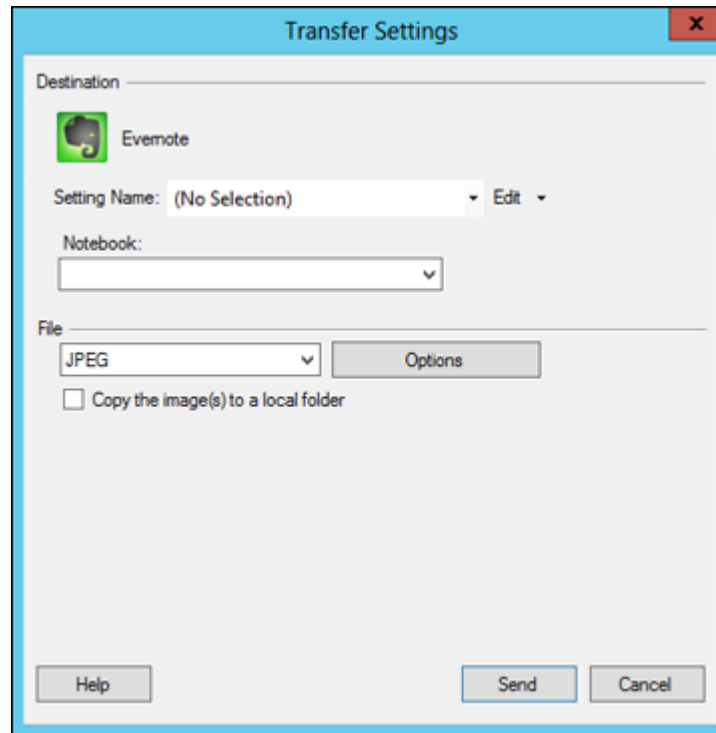 Transfer Settings
x
Destination
Evernote
Setting Name: (No Selection) Edit
Notebook:
File
JPEG Options
Copy the image(s) to a local folder
Help Send Cancel